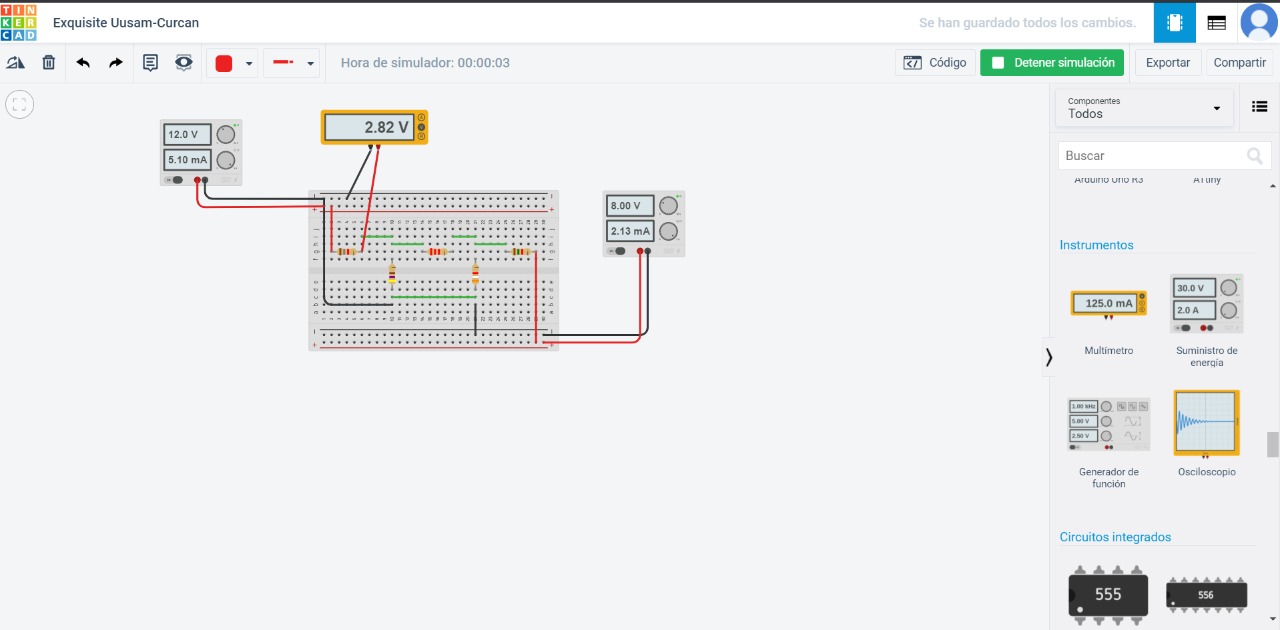 TIN
KER
CAD
Exquisite Uusam-Curcan
Se han guardado todos los cambios.
Hora de simulador: 00:00:03
Código
Detener simulación
Exportar
Compartir
12.0 V
5.10 mA
2.82 V
8.00 V
2.13 mA
Componentes
Todos
Buscar
Arduino Uno R3
ATtiny
Instrumentos
125.0 mA
30.0 V
2.0 A
Multímetro
Suministro de
energía
1.00 kHz
5.00 V
2.50 V
Generador de
función
Osciloscopio
Circuitos integrados
555
556